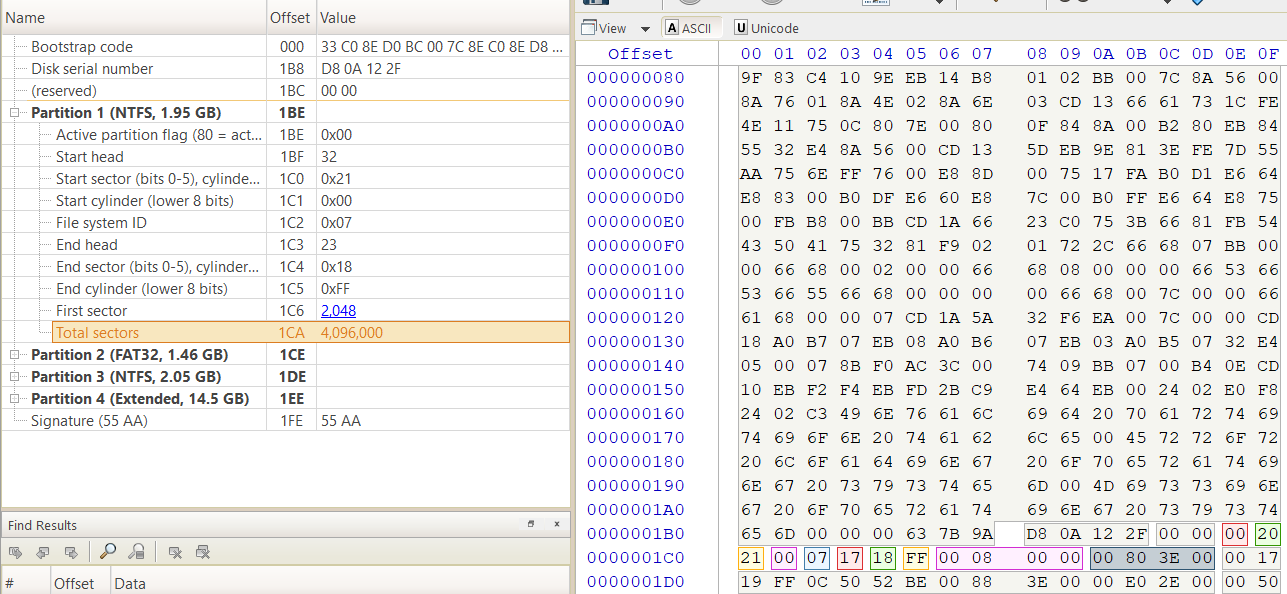 Name Offset Value
Bootstrap code 000 33 C0 8E D0 BC 00 7C 8E C0 8E D8 ...
Disk serial number 1B8 D8 0A 12 2F
(reserved) 1BC 00 00
Partition 1 (NTFS, 1.95 GB) 1BE
Active partition flag (80 = act... 1BE 0x00
Start head 1BF 32
Start sector (bits 0-5), cylinde... 1C0 0x21
Start cylinder (lower 8 bits) 1C1 0x00
File system ID 1C2 0x07
End head 1C3 23
End sector (bits 0-5), cylinder... 1C4 0x18
End cylinder (lower 8 bits) 1C5 0xFF
First sector 1C6 2,048
Total sectors 1CA 4,096,000
Partition 2 (FAT32, 1.46 GB) 1CE
Partition 3 (NTFS, 2.05 GB) 1DE
Partition 4 (Extended, 14.5 GB) 1EE
Signature (55 AA) 1FE 55 AA
Find Results
# Offset Data
View A ASCII U Unicode
Offset 00 01 02 03 04 05 06 07 08 09 0A 0B 0C 0D 0E 0F
000000080 9F 83 C4 10 9E EB 14 B8 01 02 BB 00 7C 8A 56 00
000000090 8A 76 01 8A 4E 02 8A 6E 03 CD 13 66 61 73 1C FE
0000000A0 4E 11 75 0C 80 7E 00 80 0F 84 8A 00 B2 80 EB 84
0000000B0 55 32 E4 8A 56 00 CD 13 5D EB 9E 81 3E FE 7D 55
0000000C0 AA 75 6E FF 76 00 E8 8D 00 75 17 FA B0 D1 E6 64
0000000D0 E8 83 00 B0 DF E6 60 E8 7C 00 B0 FF E6 64 E8 75
0000000E0 00 FB B8 00 BB CD 1A 66 23 C0 75 3B 66 81 FB 54
0000000F0 43 50 41 75 32 81 F9 02 01 72 2C 66 68 07 BB 00
000000100 00 66 68 00 02 00 00 66 68 08 00 00 00 66 53 66
000000110 53 66 55 66 68 00 00 00 00 66 68 00 7C 00 00 66
000000120 61 68 00 00 07 CD 1A 5A 32 F6 EA 00 7C 00 00 CD
000000130 18 A0 B7 07 EB 08 A0 B6 07 EB 03 A0 B5 07 32 E4
000000140 05 00 07 8B F0 AC 3C 00 74 09 BB 07 00 B4 0E CD
000000150 10 EB F2 F4 EB FD 2B C9 E4 64 EB 00 24 02 E0 F8
000000160 24 02 C3 49 6E 76 61 6C 69 64 20 70 61 72 74 69
000000170 74 69 6F 6E 20 74 61 62 6C 65 00 45 72 72 6F 72
000000180 20 6C 6F 61 64 69 6E 67 20 6F 70 65 72 61 74 69
000000190 6E 67 20 73 79 73 74 65 6D 00 4D 69 73 73 69 6E
0000001A0 67 20 6F 70 65 72 61 74 69 6E 67 20 73 79 73 74
0000001B0 65 6D 00 00 00 63 7B 9A D8 0A 12 2F 00 00 00 20
0000001C0 21 00 07 17 18 FF 00 08 00 00 00 80 3E 00 00 17
0000001D0 19 FF 0C 50 52 BE 00 88 3E 00 00 E0 2E 00 00 50